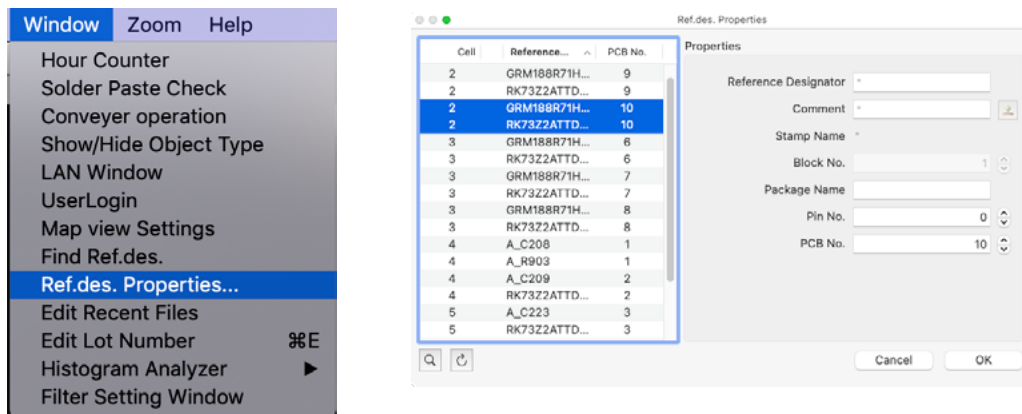 Window Zoom Help
Hour Counter
Solder Paste Check
Conveyer operation
Show/Hide Object Type
LAN Window
UserLogin
Map view Settings
Find Ref.des.
Ref.des. Properties...
Edit Recent Files
Edit Lot Number ⌘E
Histogram Analyzer ▶
Filter Setting Window
Ref.des. Properties
Cell Reference... PCB No.
2 GRM188R71H... 9
2 RK73Z2ATTD... 9
2 GRM188R71H... 10
2 RK73Z2ATTD... 10
3 GRM188R71H... 6
3 RK73Z2ATTD... 6
3 GRM188R71H... 7
3 RK73Z2ATTD... 7
3 GRM188R71H... 8
3 RK73Z2ATTD... 8
4 A_C208 1
4 A_R903 1
4 A_C209 2
4 RK73Z2ATTD... 2
5 A_C223 3
5 RK73Z2ATTD... 3
Properties
Reference Designator *
Comment *
Stamp Name *
Block No. 1
Package Name
Pin No. 0
PCB No. 10
Cancel OK